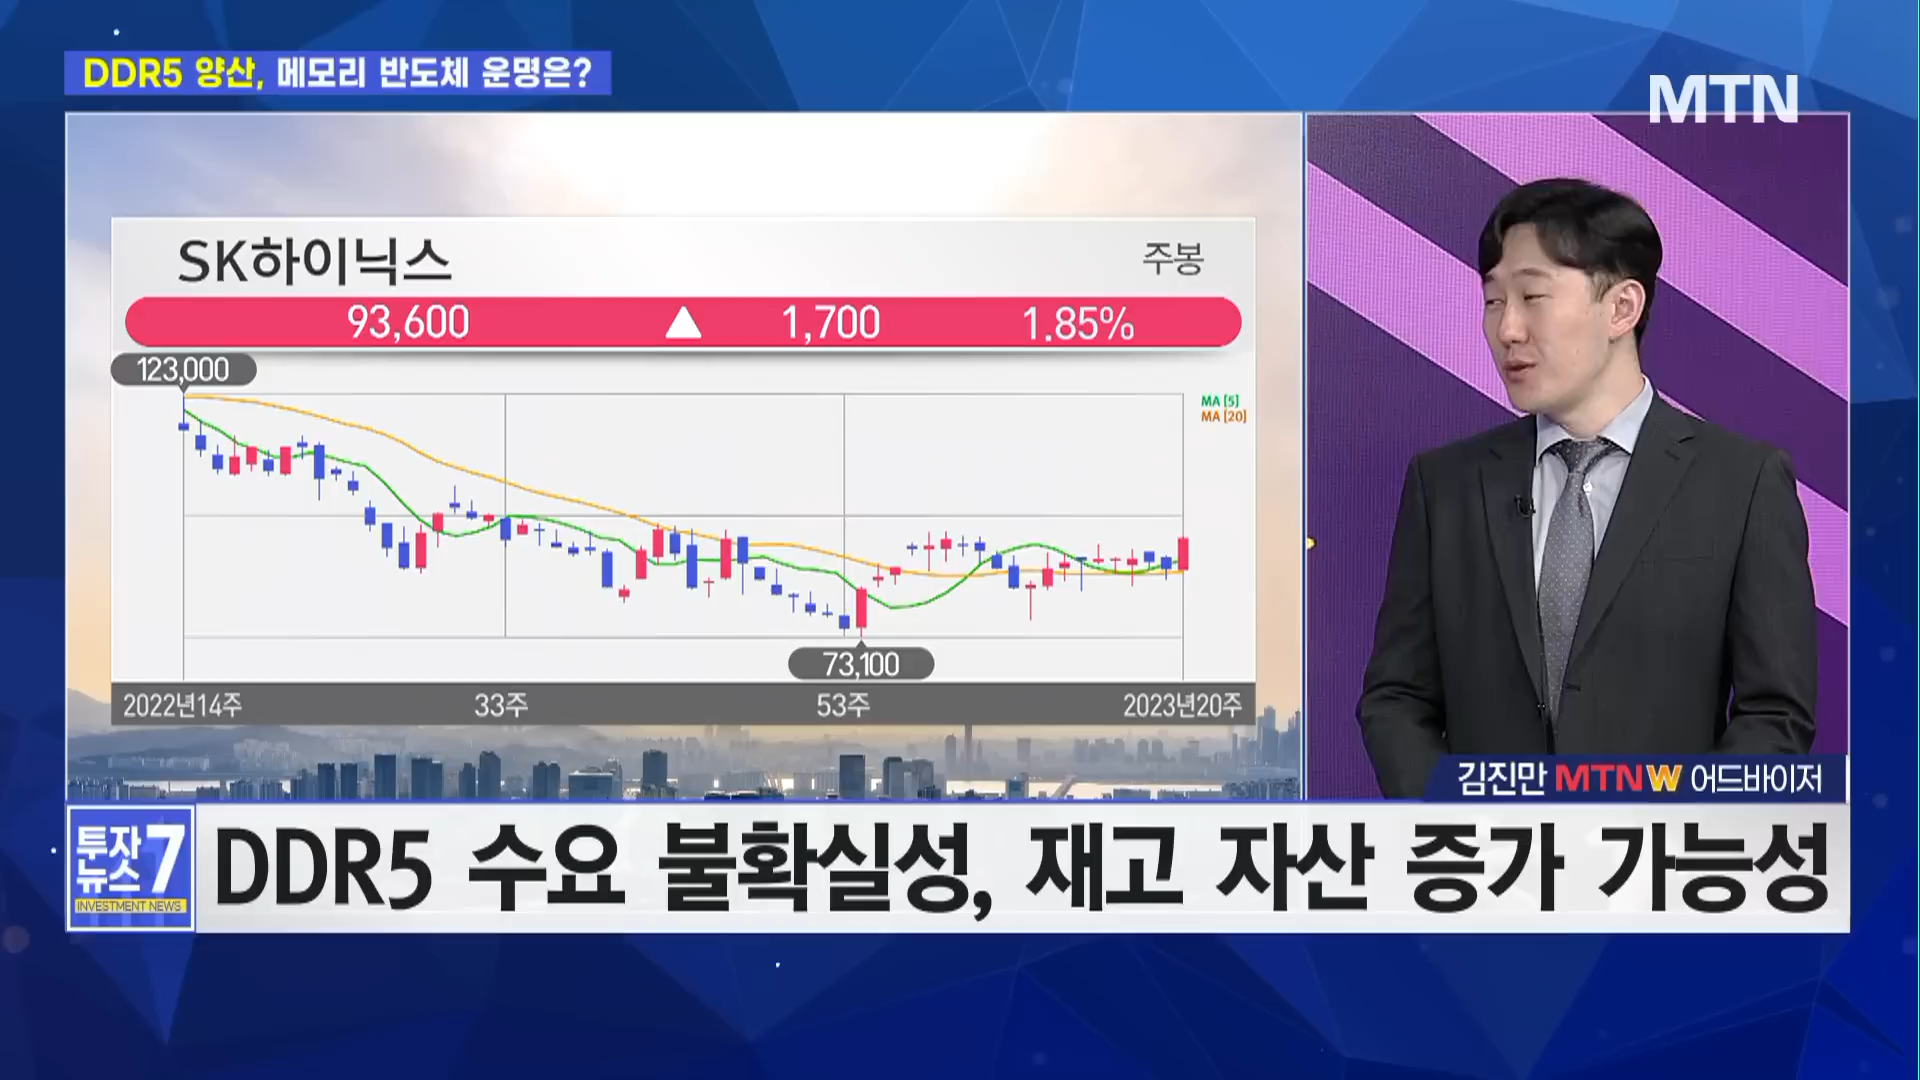 DDR5 양산, 메모리 반도체 운명은?
MTN
SK하이닉스
주봉
93,600 ▲ 1,700 1.85%
123,000
MA [5]
MA [20]
73,100
2022년14주 33주 53주 2023년20주
김진만 MTNW 어드바이저
투자
뉴스 7
INVESTMENT NEWS
DDR5 수요 불확실성, 재고 자산 증가 가능성